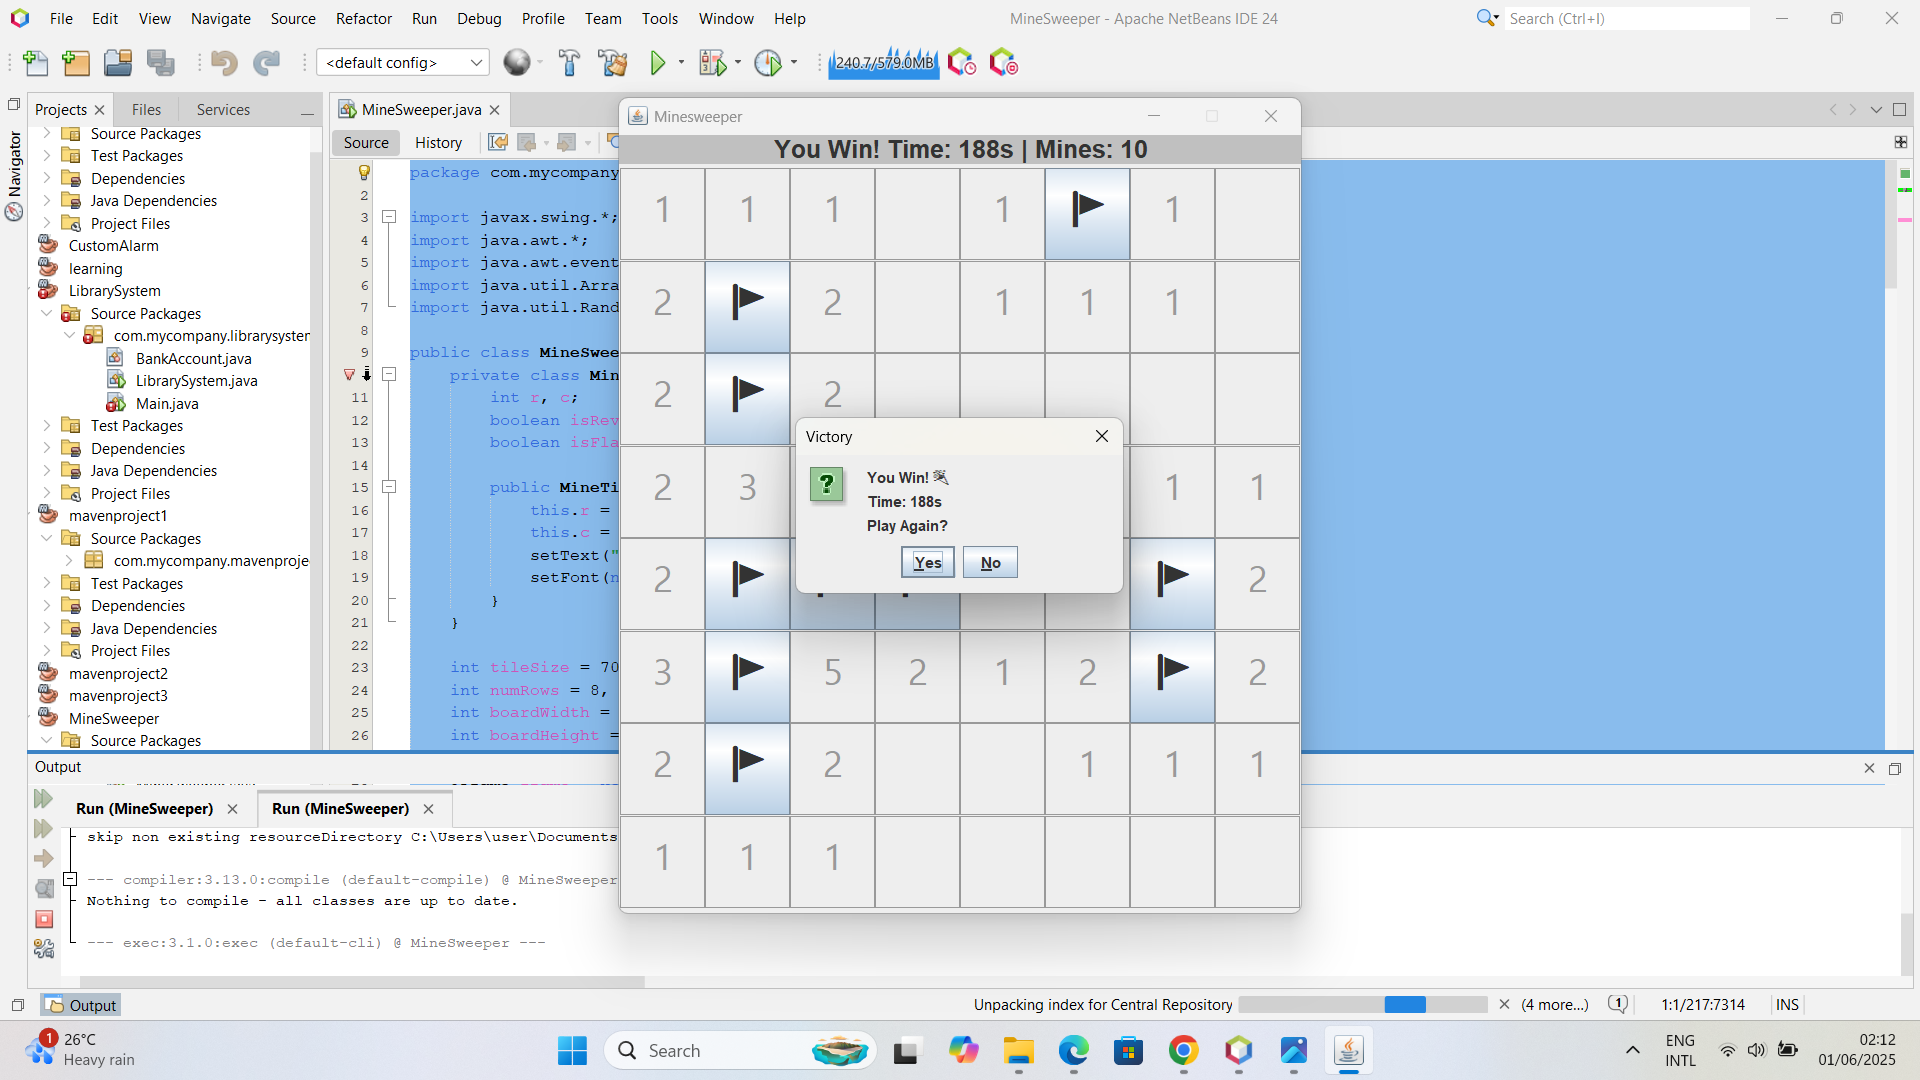 File Edit View Navigate Source Refactor Run Debug Profile Team Tools Window Help
MineSweeper - Apache NetBeans IDE 24
Search (Ctrl+I)
<default config>
240.7/579.0MB
Projects
Files
Services
Navigator
Source Packages
Test Packages
Dependencies
Java Dependencies
Project Files
CustomAlarm
learning
LibrarySystem
Source Packages
com.mycompany.librarysyster
BankAccount.java
LibrarySystem.java
Main.java
Test Packages
Dependencies
Java Dependencies
Project Files
mavenproject1
Source Packages
com.mycompany.mavenproje
Test Packages
Dependencies
Java Dependencies
Project Files
mavenproject2
mavenproject3
MineSweeper
Source Packages
MineSweeper.java
Source History
package com.mycompany
2
3 import javax.swing.*;
4 import java.awt.*;
5 import java.awt.event
6 import java.util.Arra
7 import java.util.Rand
8
9 public class MineSwee
private class Min
11 int r, c;
12 boolean isRev
13 boolean isFla
14
15 public MineTi
16 this.r =
17 this.c =
18 setText("
19 setFont(n
20 }
21 }
22
23 int tileSize = 70
24 int numRows = 8,
25 int boardWidth =
26 int boardHeight =
Minesweeper
You Win! Time: 188s | Mines: 10
1 1 1 1 1
2 2 1 1 1
2 2
2 3 1 1
2 2
3 5 2 1 2 2
2 2 1 1 1
1 1 1
Victory
?
You Win!
Time: 188s
Play Again?
Yes No
Output
Run (MineSweeper)
Run (MineSweeper)
skip non existing resourceDirectory C:\Users\user\Documents
--- compiler:3.13.0:compile (default-compile) @ MineSweeper
Nothing to compile - all classes are up to date.
--- exec:3.1.0:exec (default-cli) @ MineSweeper ---
Output
Unpacking index for Central Repository
(4 more...)
1
1:1/217:7314
INS
1
26°C
Heavy rain
Search
ENG
INTL
02:12
01/06/2025